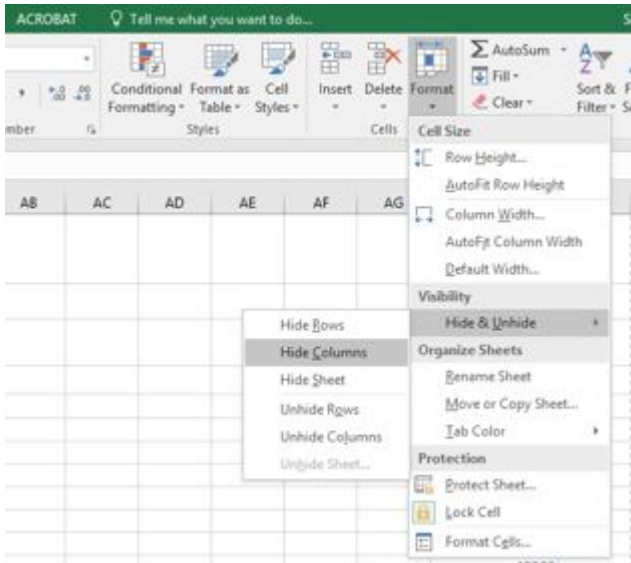 ACROBAT Tell me what you want to do...
Conditional Formatting Format as Table Cell Styles Insert Delete Format AutoSum
Fill
Clear
Sort & Filter
Styles Cells
Cell Size
Row Height...
AutoFit Row Height
Column Width...
AutoFit Column Width
Default Width...
Visibility
Hide & Unhide
Organize Sheets
Rename Sheet
Move or Copy Sheet...
Tab Color
Protection
Protect Sheet...
Lock Cell
Format Cells...
AB AC AD AE AF AG
Hide Rows
Hide Columns
Hide Sheet
Unhide Rows
Unhide Columns
Unhide Sheet...